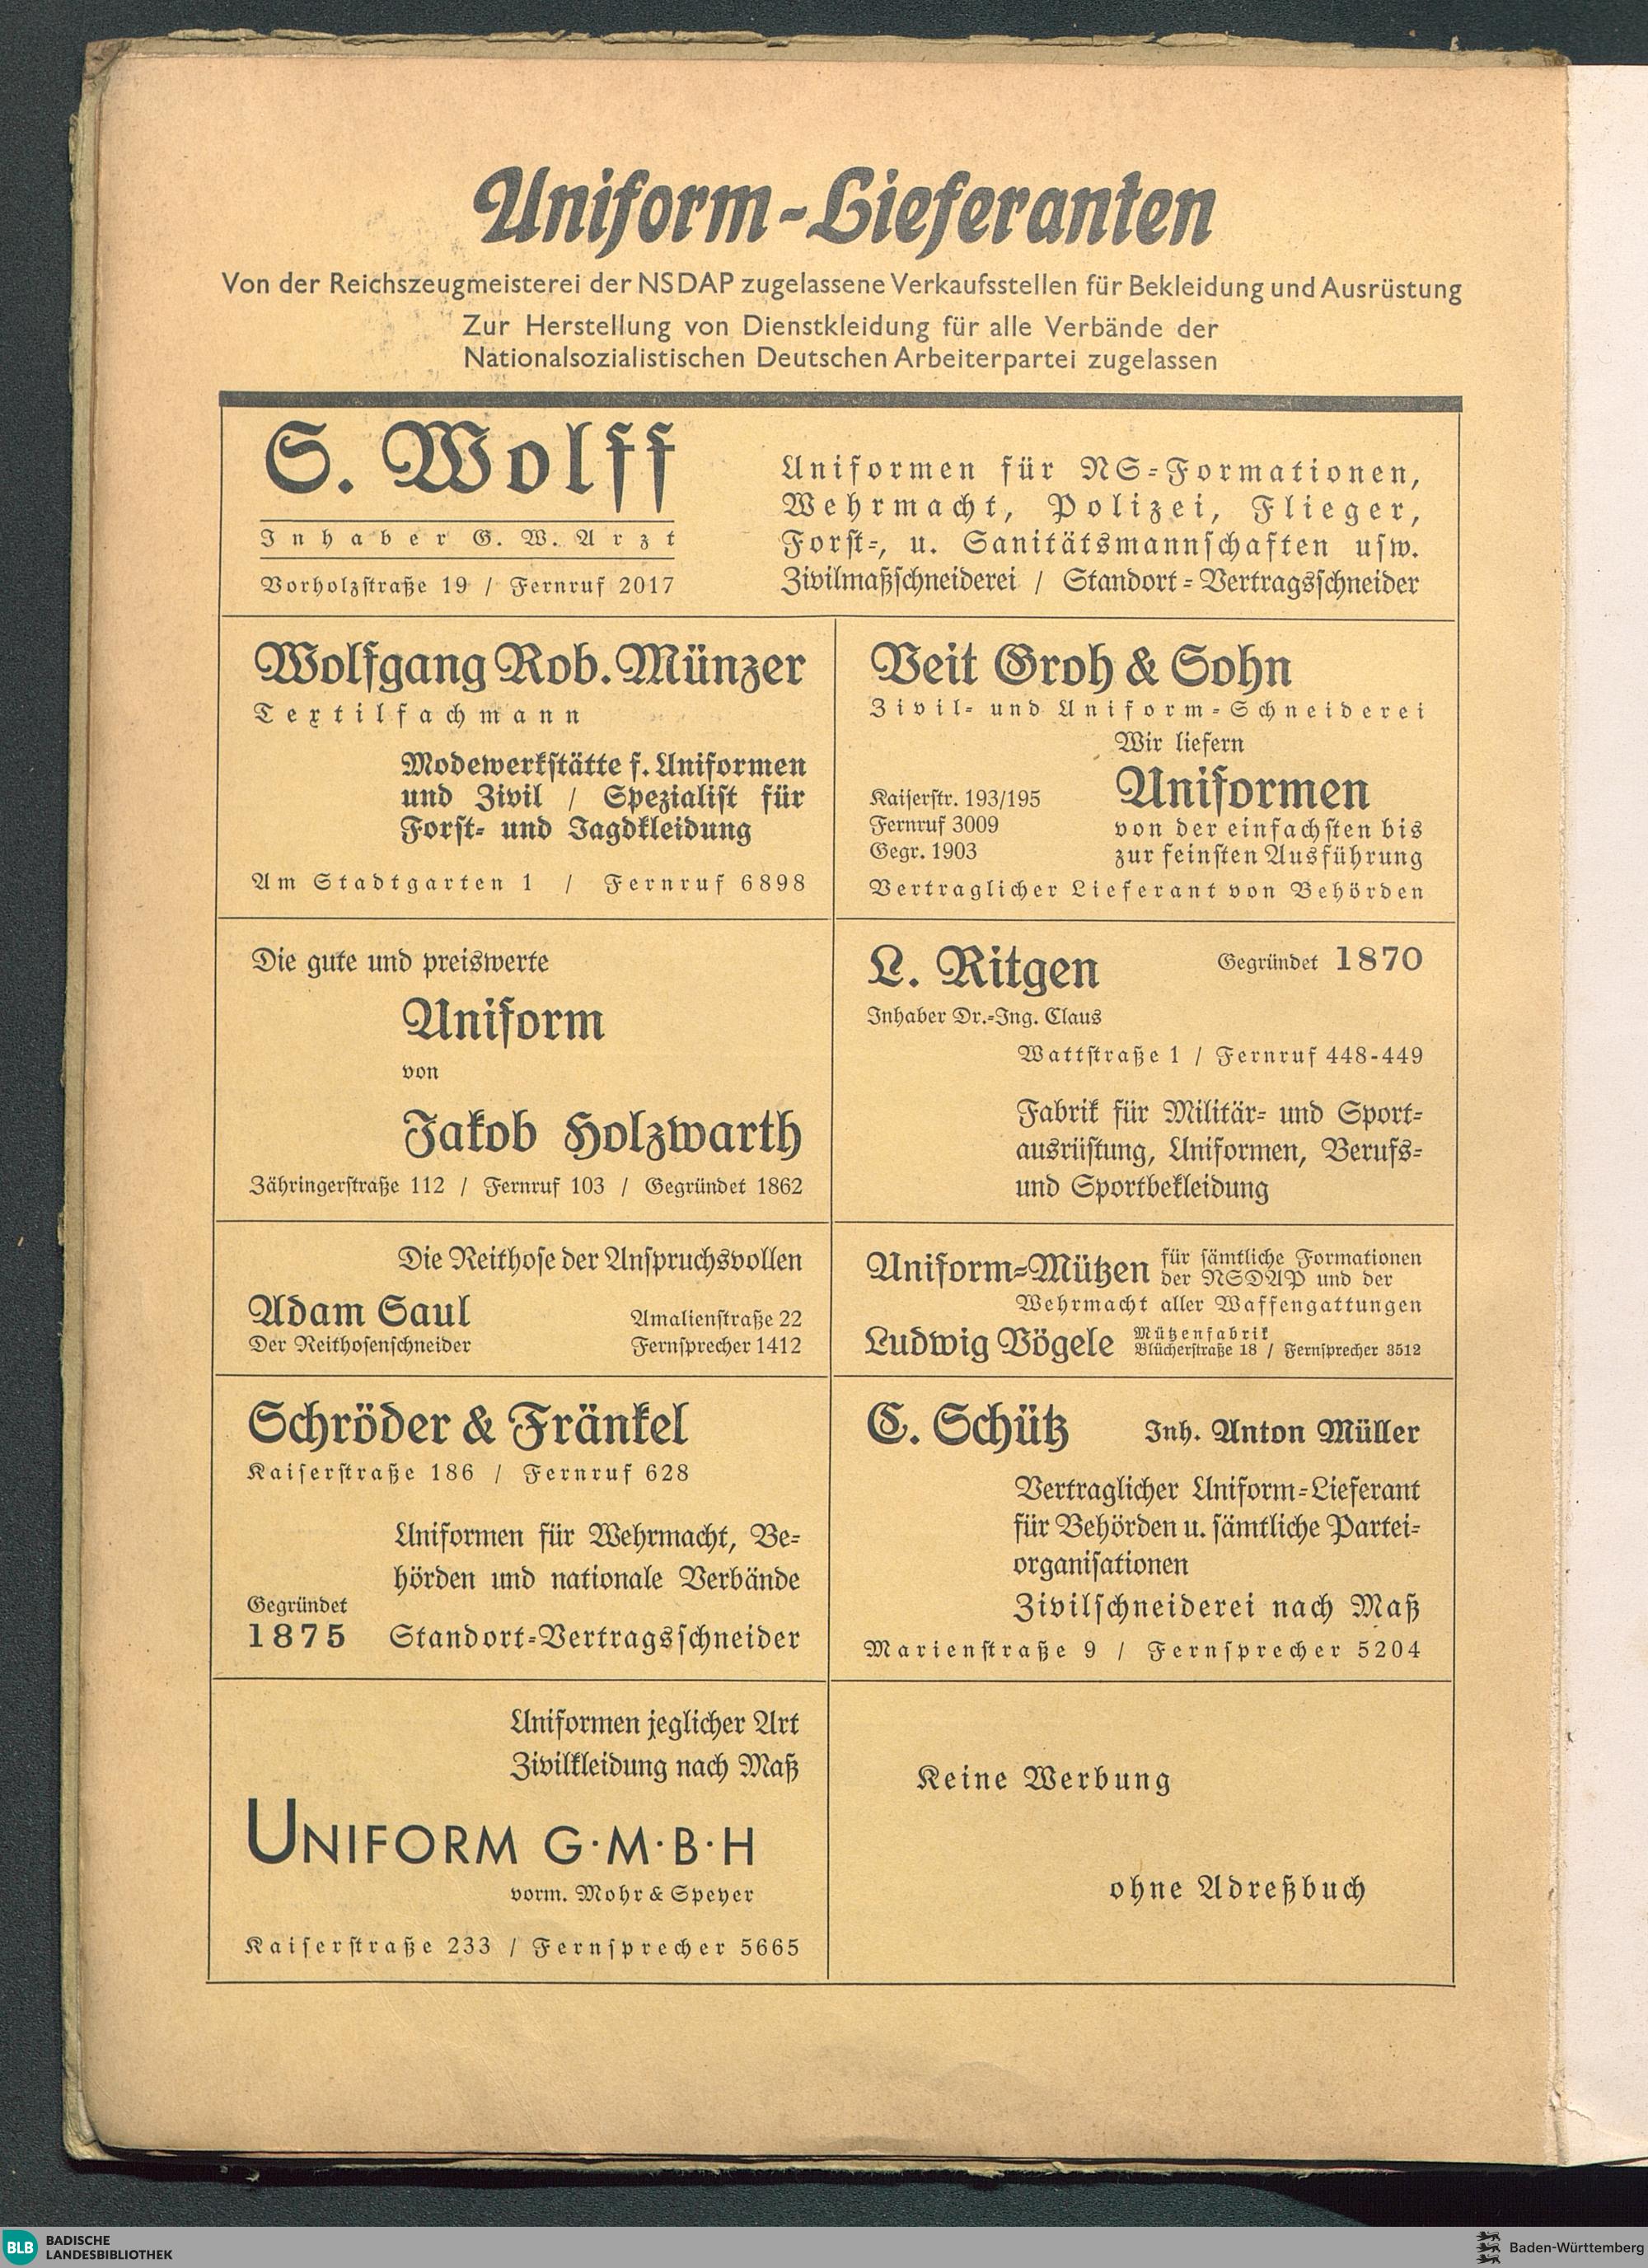 Uniform-Lieferanten
Von der Reichszeugmeisterei der NSDAP zugelassene Verkaufsstellen für Bekleidung und Ausrüstung
Zur Herstellung von Dienstkleidung für alle Verbände der
Nationalsozialistischen Deutschen Arbeiterpartei zugelassen
S. Wolff
Inhaber G. W. Arzt
Vorholzstraße 19 / Fernruf 2017
Uniformen für NS-Formationen,
Wehrmacht, Polizei, Flieger,
Forst-, u. Sanitätsmannschaften usw.
Zivilmaßschneiderei / Standort-Vertragsschneider
Wolfgang Rob. Münzer
Textilfachmann
Modewerkstätte f. Uniformen
und Zivil / Spezialist für
Forst- und Jagdkleidung
Am Stadtgarten 1 / Fernruf 6898
Veit Groh & Sohn
Zivil- und Uniform-Schneiderei
Wir liefern
Uniformen
von der einfachsten bis
zur feinsten Ausführung
Kaiserstr. 193/195
Fernruf 3009
Gegr. 1903
Vertraglicher Lieferant von Behörden
Die gute und preiswerte
Uniform
von
Jakob Holzwarth
Zähringerstraße 112 / Fernruf 103 / Gegründet 1862
L. Ritgen
Gegründet 1870
Inhaber Dr.-Ing. Claus
Wattstraße 1 / Fernruf 448-449
Fabrik für Militär- und Sport-
ausrüstung, Uniformen, Berufs-
und Sportbekleidung
Die Reithose der Anspruchsvollen
Adam Saul
Der Reithosenschneider
Amalienstraße 22
Fernsprecher 1412
Uniform-Mützen
für sämtliche Formationen
der NSDAP und der
Wehrmacht aller Waffengattungen
Ludwig Vögele
Mützenfabrik
Blücherstraße 18 / Fernsprecher 3512
Schröder & Fränkel
Kaiserstraße 186 / Fernruf 628
Uniformen für Wehrmacht, Be-
hörden und nationale Verbände
Gegründet
1875
Standort-Vertragsschneider
C. Schütz
Inh. Anton Müller
Vertraglicher Uniform-Lieferant
für Behörden u. sämtliche Partei-
organisationen
Zivilschneiderei nach Maß
Marienstraße 9 / Fernsprecher 5204
Uniformen jeglicher Art
Zivilkleidung nach Maß
UNIFORM G·M·B·H
vorm. Mohr & Speyer
Kaiserstraße 233 / Fernsprecher 5665
Keine Werbung
ohne Adreßbuch
BLB
BADISCHE
LANDESBIBLIOTHEK
Baden-Württemberg